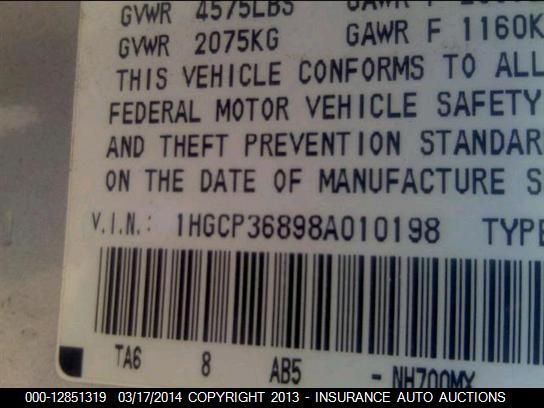 GVWR 4575LBS GAWR F
GVWR 2075KG GAWR F 1160K
THIS VEHICLE CONFORMS TO ALL
FEDERAL MOTOR VEHICLE SAFETY
AND THEFT PREVENTION STANDAR
ON THE DATE OF MANUFACTURE S
V.I.N.: 1HGCP36898A010198 TYPE
TA6 8 AB5 - NH700MX
000-12851319 03/17/2014 COPYRIGHT 2013 - INSURANCE AUTO AUCTIONS